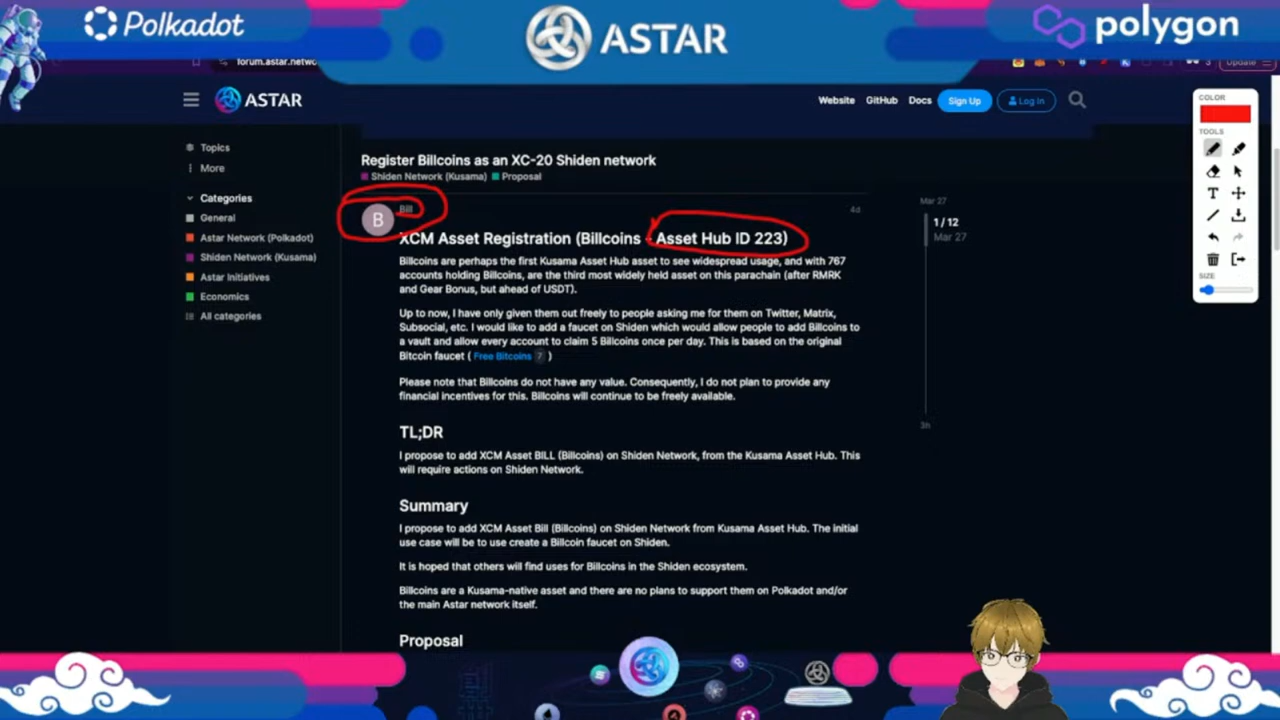 Polkadot
ASTAR
polygon
forum.astar.netwo
3
Update
ASTAR
Website
GitHub
Docs
Sign Up
Log In
Topics
More
Categories
General
Astar Network (Polkadot)
Shiden Network (Kusama)
Astar Initiatives
Economics
All categories
Register Billcoins as an XC-20 Shiden network
Shiden Network (Kusama) Proposal
Bill
4d
B
XCM Asset Registration (Billcoins - Asset Hub ID 223)
Billcoins are perhaps the first Kusama Asset Hub asset to see widespread usage, and with 767
accounts holding Billcoins, are the third most widely held asset on this parachain (after RMRK
and Gear Bonus, but ahead of USDT).
Up to now, I have only given them out freely to people asking me for them on Twitter, Matrix,
Subsocial, etc. I would like to add a faucet on Shiden which would allow people to add Billcoins to
a vault and allow every account to claim 5 Billcoins once per day. This is based on the original
Bitcoin faucet ( Free Bitcoins 7 )
Please note that Billcoins do not have any value. Consequently, I do not plan to provide any
financial incentives for this. Billcoins will continue to be freely available.
TL;DR
I propose to add XCM Asset BILL (Billcoins) on Shiden Network, from the Kusama Asset Hub. This
will require actions on Shiden Network.
Summary
I propose to add XCM Asset Bill (Billcoins) on Shiden Network from Kusama Asset Hub. The initial
use case will be to use create a Billcoin faucet on Shiden.
It is hoped that others will find uses for Billcoins in the Shiden ecosystem.
Billcoins are a Kusama-native asset and there are no plans to support them on Polkadot and/or
the main Astar network itself.
Proposal
Mar 27
1 / 12
Mar 27
3h
COLOR
TOOLS
T
SIZE